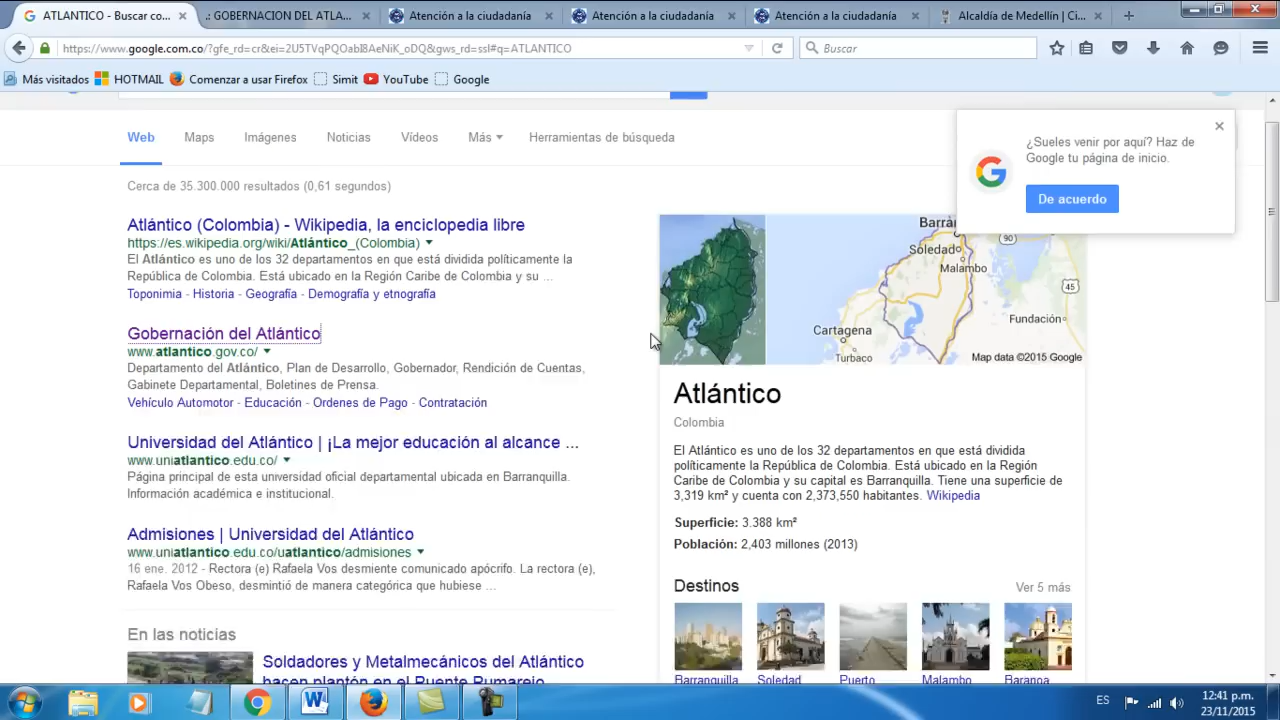 ATLANTICO - Buscar co...
.: GOBERNACION DEL ATLA...
Atención a la ciudadanía
Atención a la ciudadanía
Atención a la ciudadanía
Alcaldía de Medellín | Ci...
https://www.google.com.co/?gfe_rd=cr&ei=2U5TVqPQOabI8AeNiK_oDQ&gws_rd=ssl#q=ATLANTICO
Buscar
Más visitados
HOTMAIL
Comenzar a usar Firefox
Simit
YouTube
Google
Web
Maps
Imágenes
Noticias
Vídeos
Más
Herramientas de búsqueda
¿Sueles venir por aquí? Haz de
Google tu página de inicio.
De acuerdo
Cerca de 35.300.000 resultados (0,61 segundos)
Atlántico (Colombia) - Wikipedia, la enciclopedia libre
https://es.wikipedia.org/wiki/Atlántico_(Colombia)
El Atlántico es uno de los 32 departamentos en que está dividida políticamente la
República de Colombia. Está ubicado en la Región Caribe de Colombia y su ...
Toponimia - Historia - Geografía - Demografía y etnografía
Gobernación del Atlántico
www.atlantico.gov.co/
Departamento del Atlántico, Plan de Desarrollo, Gobernador, Rendición de Cuentas,
Gabinete Departamental, Boletines de Prensa.
Vehículo Automotor - Educación - Ordenes de Pago - Contratación
Universidad del Atlántico | ¡La mejor educación al alcance ...
www.uniatlantico.edu.co/
Página principal de esta universidad oficial departamental ubicada en Barranquilla.
Información académica e institucional.
Admisiones | Universidad del Atlántico
www.uniatlantico.edu.co/uatlantico/admisiones
16 ene. 2012 - Rectora (e) Rafaela Vos desmiente comunicado apócrifo. La rectora (e),
Rafaela Vos Obeso, desmintió de manera categórica que hubiese ...
En las noticias
Soldadores y Metalmecánicos del Atlántico
hacen plantón en el Puente Pumarejo
Soledad
90
Malambo
45
Fundación
Cartagena
Turbaco
Map data ©2015 Google
Atlántico
Colombia
El Atlántico es uno de los 32 departamentos en que está dividida
políticamente la República de Colombia. Está ubicado en la Región
Caribe de Colombia y su capital es Barranquilla. Tiene una superficie de
3,319 km² y cuenta con 2,373,550 habitantes. Wikipedia
Superficie: 3.388 km²
Población: 2,403 millones (2013)
Destinos
Ver 5 más
Barranquilla
Soledad
Puerto
Malambo
Baranoa
ES
12:41 p.m.
23/11/2015